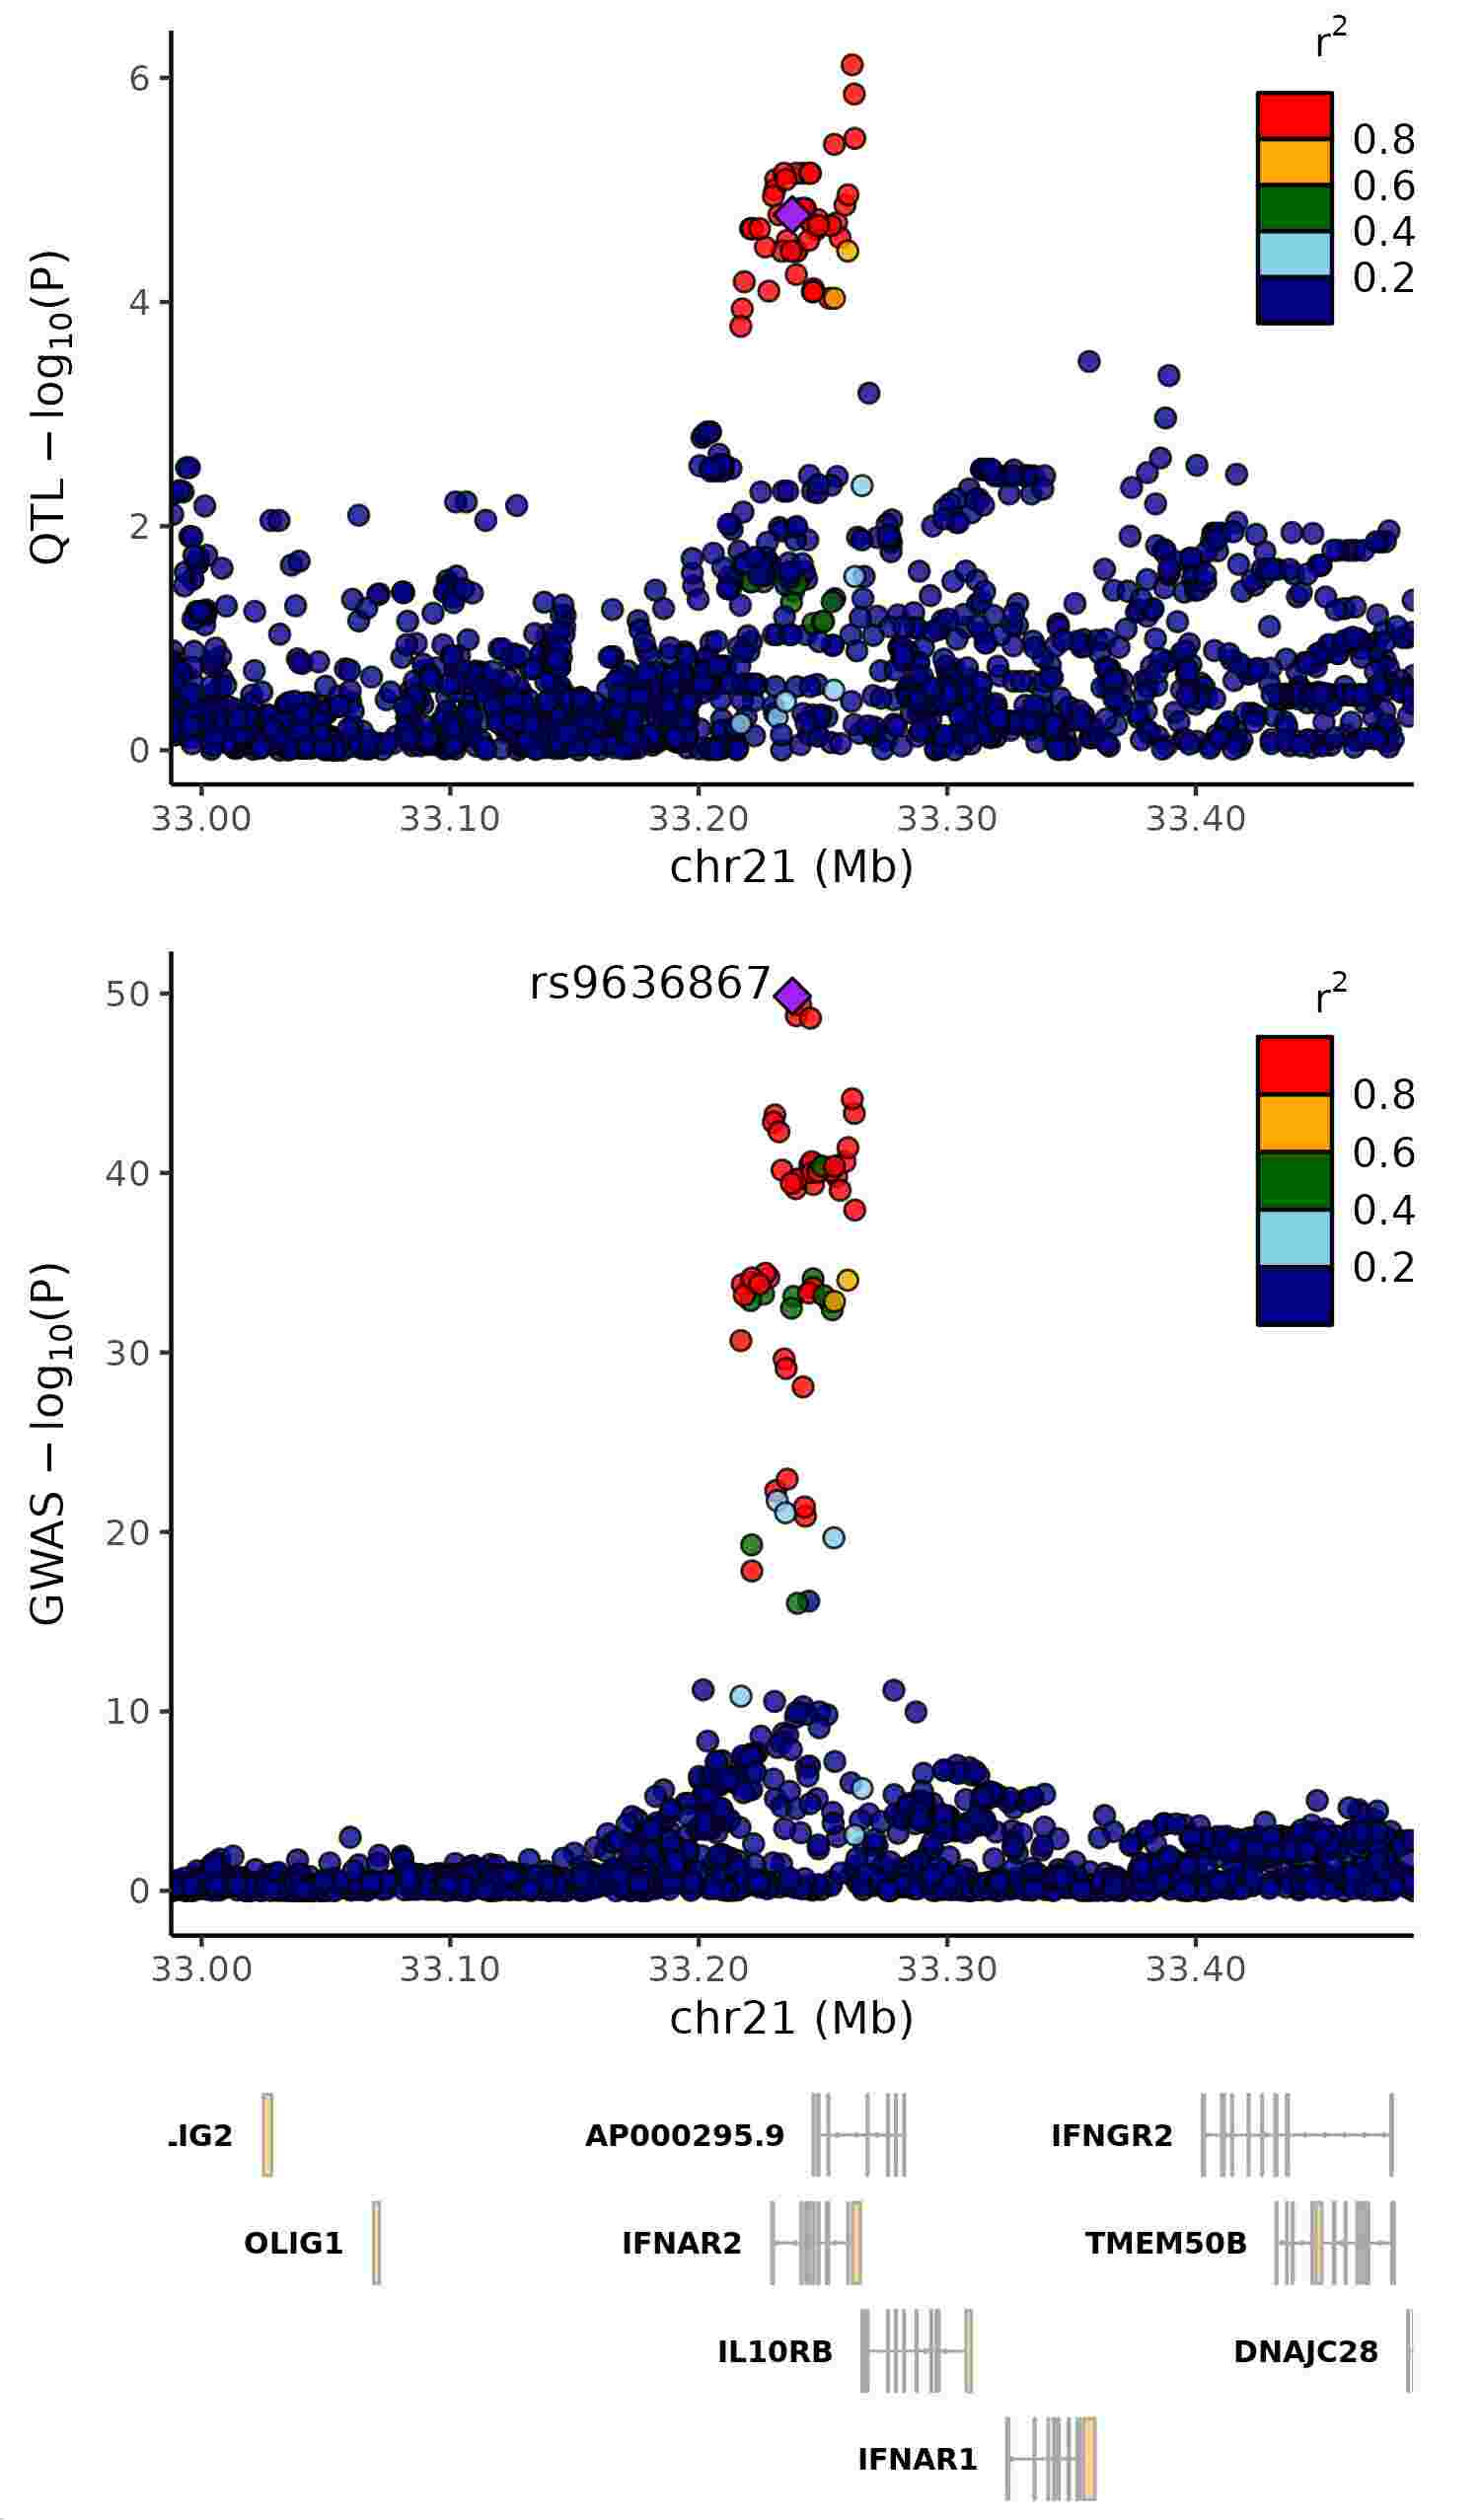 r2
6
4
2
0
QTL −log10(P)
0.8
0.6
0.4
0.2
33.00 33.10 33.20 33.30 33.40
chr21 (Mb)
rs9636867
r2
50
40
30
20
10
0
GWAS −log10(P)
0.8
0.6
0.4
0.2
33.00 33.10 33.20 33.30 33.40
chr21 (Mb)
.IG2 AP000295.9 IFNGR2
OLIG1 IFNAR2 TMEM50B
IL10RB DNAJC28
IFNAR1